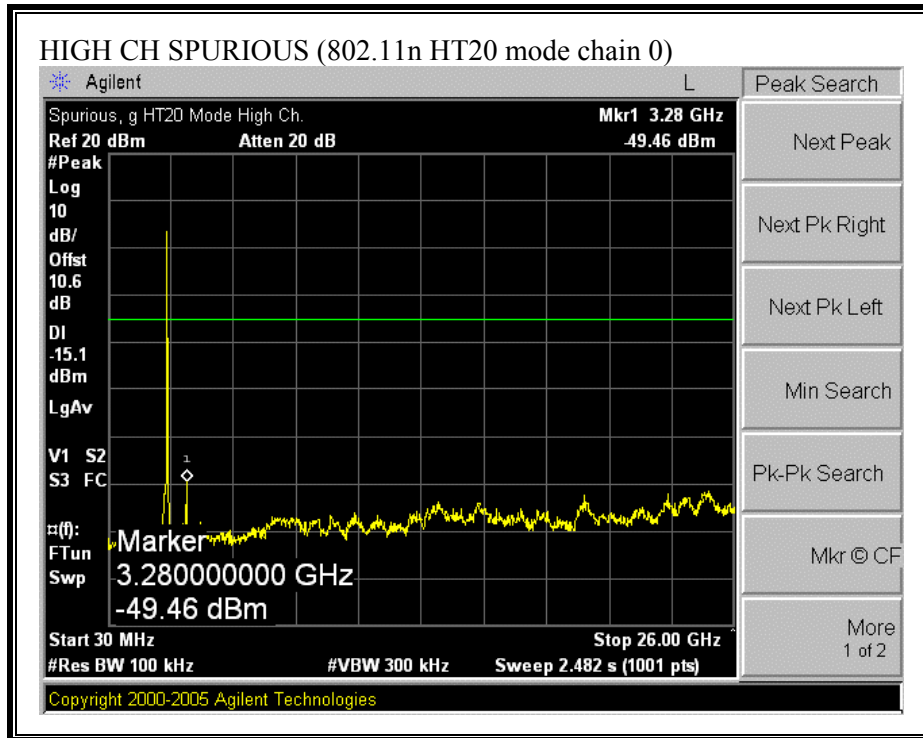 HIGH CH SPURIOUS (802.11n HT20 mode chain 0)
Agilent L Peak Search
Spurious, g HT20 Mode High Ch. Mkr1 3.28 GHz
Ref 20 dBm Atten 20 dB -49.46 dBm
#Peak
Log
10
dB/
Offst
10.6
dB
DI
-15.1
dBm
LgAv
V1 S2
S3 FC
¤(f):
FTun
Swp
1
Marker
3.280000000 GHz
-49.46 dBm
Start 30 MHz Stop 26.00 GHz
#Res BW 100 kHz #VBW 300 kHz Sweep 2.482 s (1001 pts)
Copyright 2000-2005 Agilent Technologies
Next Peak
Next Pk Right
Next Pk Left
Min Search
Pk-Pk Search
Mkr © CF
More
1 of 2